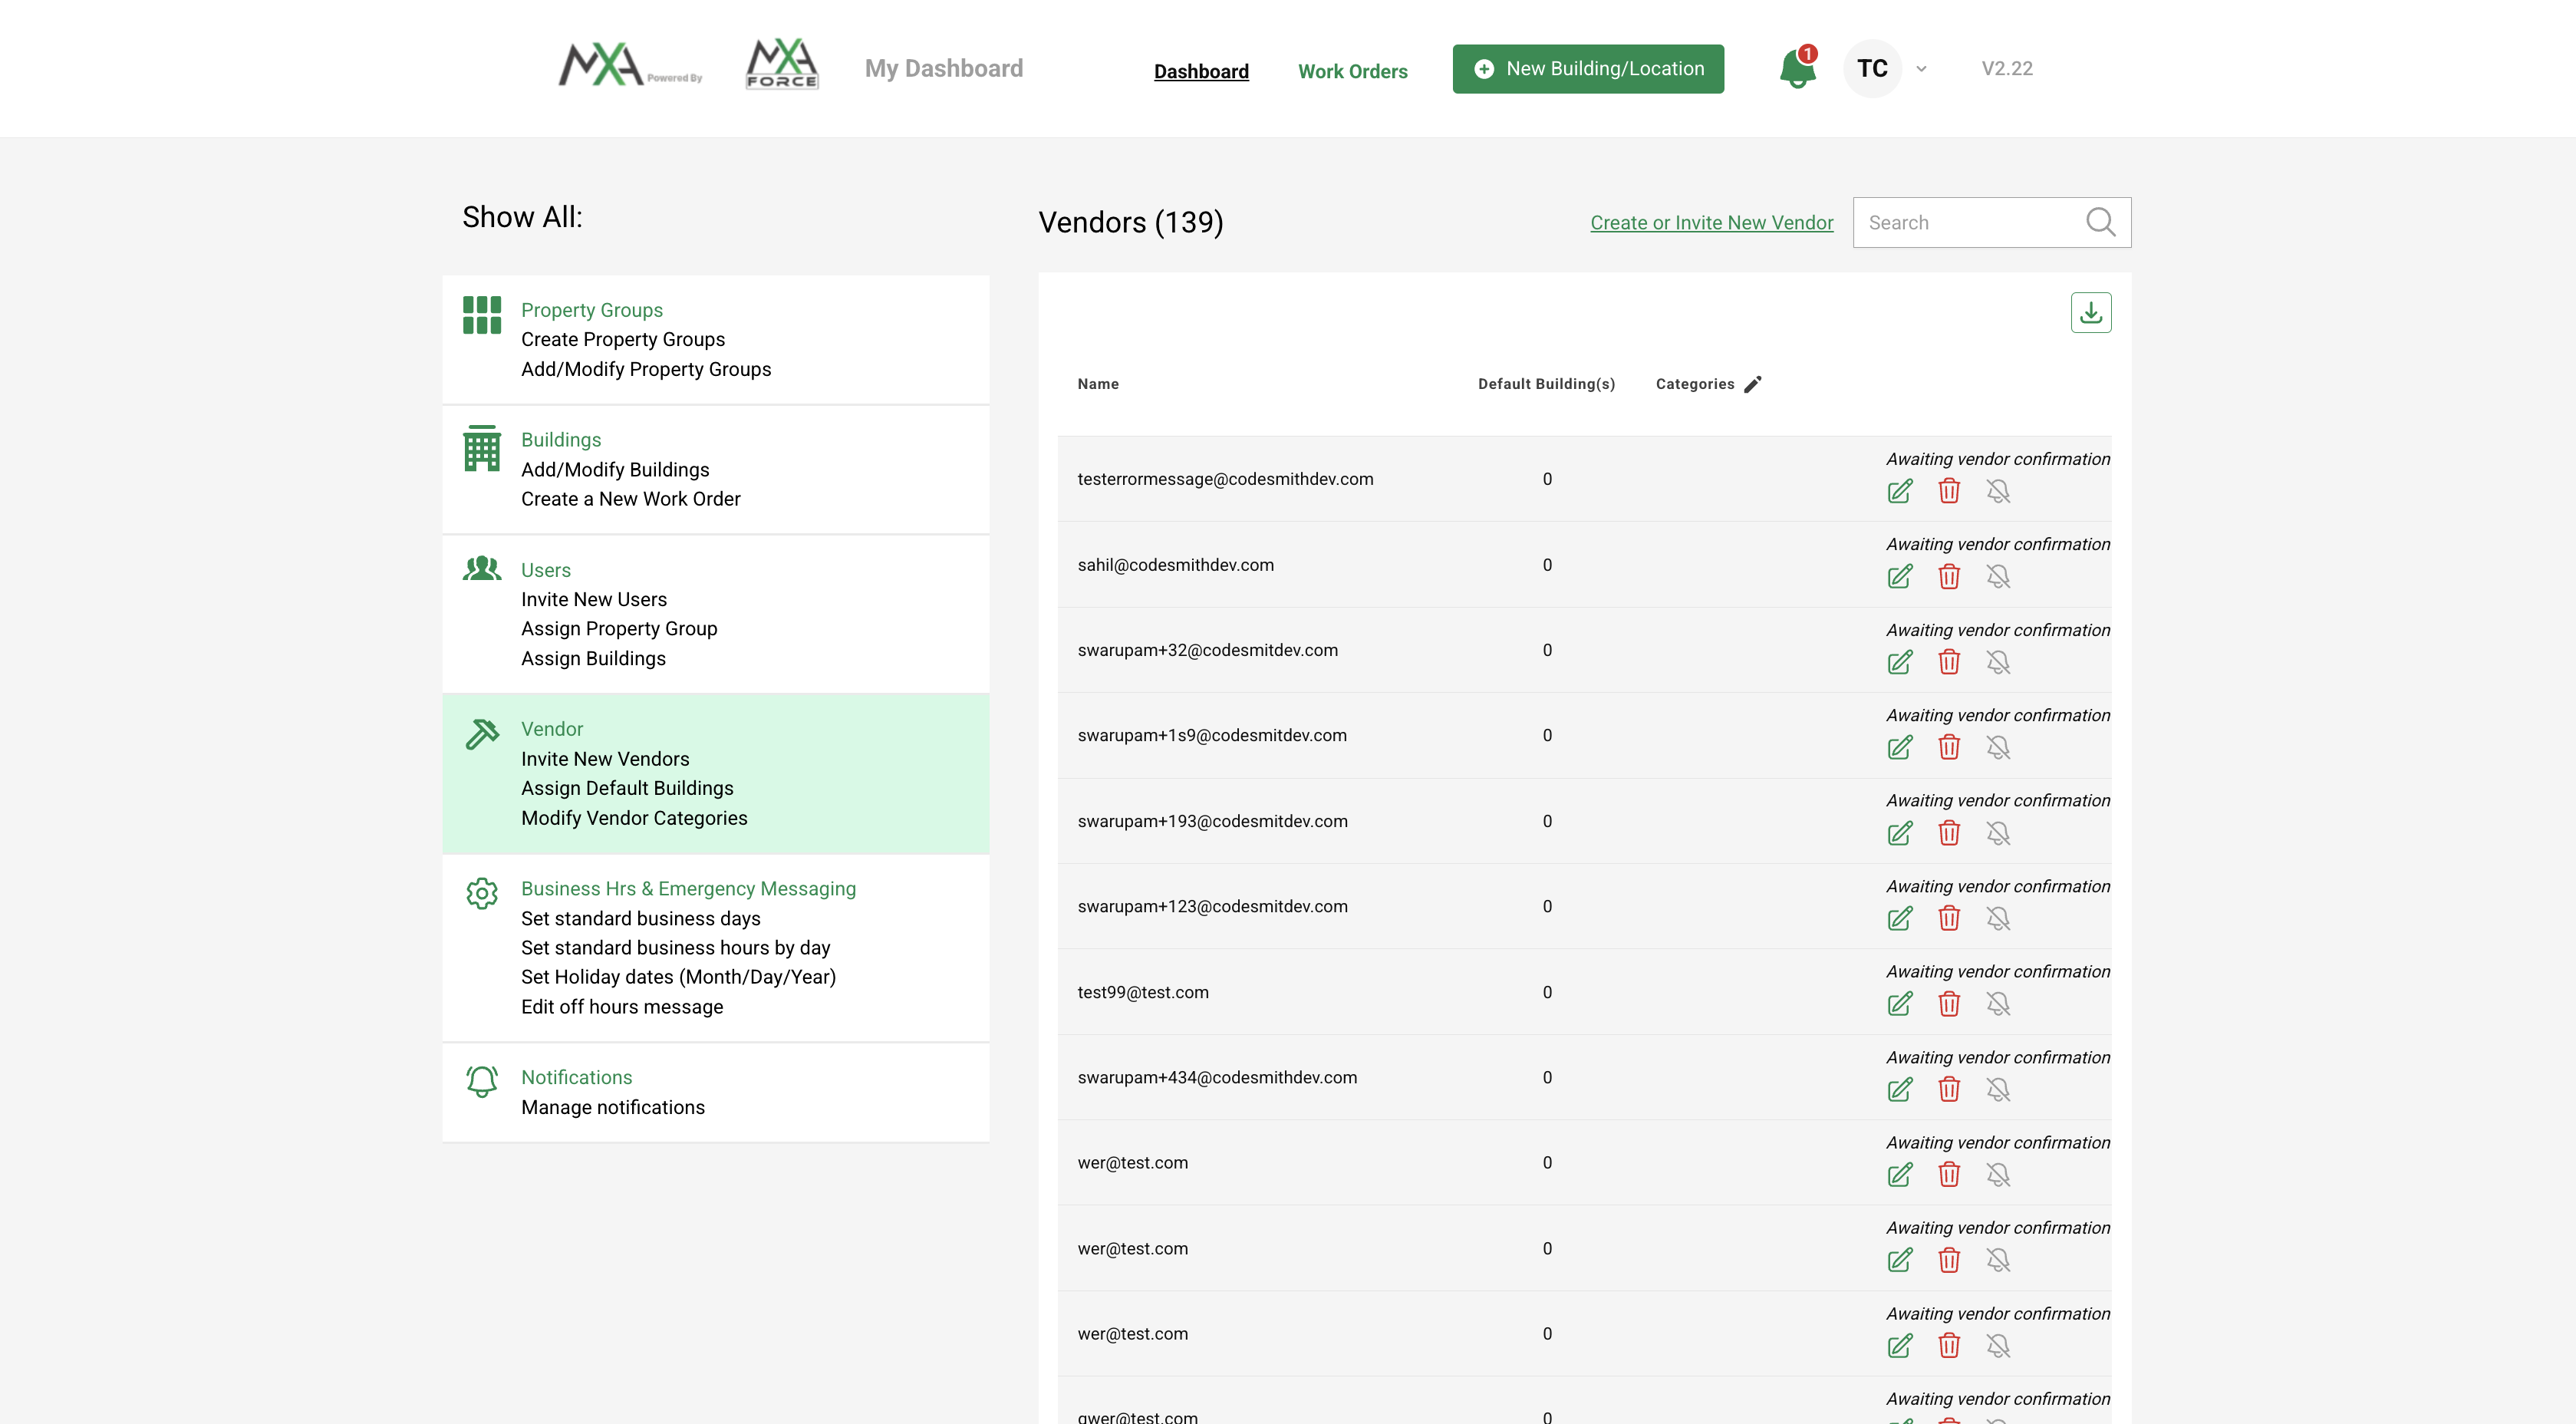 MXA Powered By
MXA FORCE
My Dashboard
Dashboard
Work Orders
New Building/Location
1
TC
V2.22
Show All:
Property Groups
Create Property Groups
Add/Modify Property Groups
Buildings
Add/Modify Buildings
Create a New Work Order
Users
Invite New Users
Assign Property Group
Assign Buildings
Vendor
Invite New Vendors
Assign Default Buildings
Modify Vendor Categories
Business Hrs & Emergency Messaging
Set standard business days
Set standard business hours by day
Set Holiday dates (Month/Day/Year)
Edit off hours message
Notifications
Manage notifications
Vendors (139)
Create or Invite New Vendor
Search
Name Default Building(s) Categories
testerrormessage@codesmithdev.com 0 Awaiting vendor confirmation
sahil@codesmithdev.com 0 Awaiting vendor confirmation
swarupam+32@codesmitdev.com 0 Awaiting vendor confirmation
swarupam+1s9@codesmitdev.com 0 Awaiting vendor confirmation
swarupam+193@codesmitdev.com 0 Awaiting vendor confirmation
swarupam+123@codesmitdev.com 0 Awaiting vendor confirmation
test99@test.com 0 Awaiting vendor confirmation
swarupam+434@codesmithdev.com 0 Awaiting vendor confirmation
wer@test.com 0 Awaiting vendor confirmation
wer@test.com 0 Awaiting vendor confirmation
wer@test.com 0 Awaiting vendor confirmation
qwer@test.com 0 Awaiting vendor confirmation